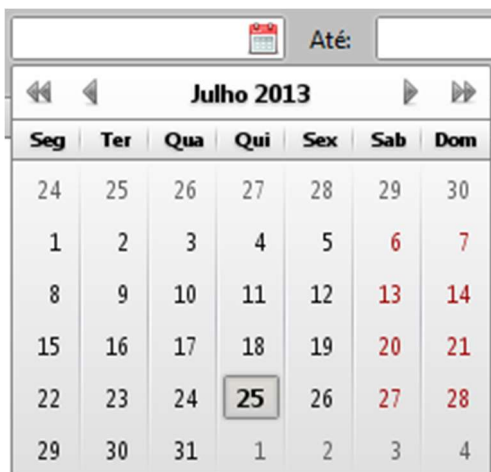 Até:
Julho 2013
Seg Ter Qua Qui Sex Sab Dom
24 25 26 27 28 29 30
1 2 3 4 5 6 7
8 9 10 11 12 13 14
15 16 17 18 19 20 21
22 23 24 25 26 27 28
29 30 31 1 2 3 4